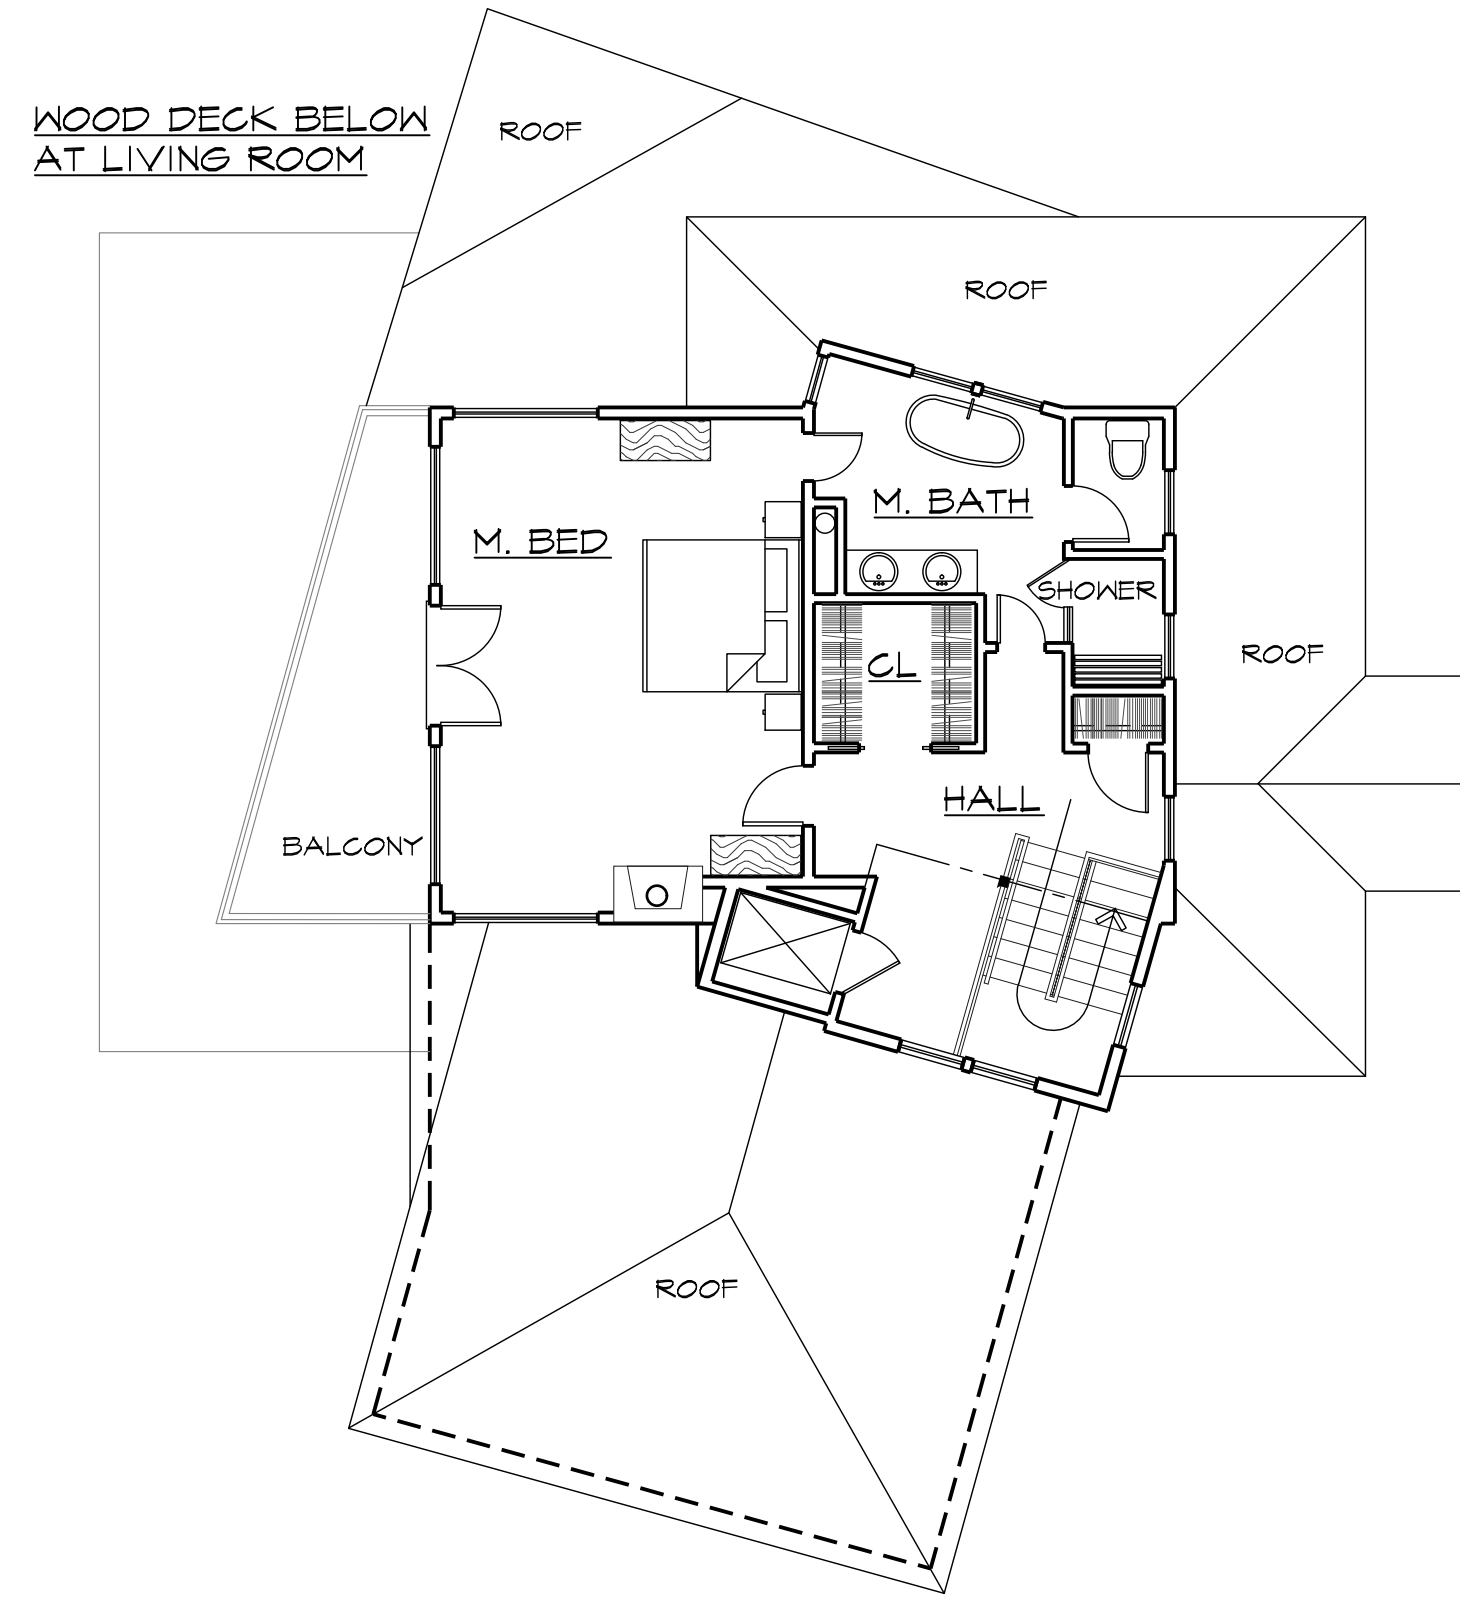 WOOD DECK BELOW
AT LIVING ROOM
ROOF
ROOF
M. BATH
M. BED
SHOWER
CL
ROOF
HALL
BALCONY
ROOF